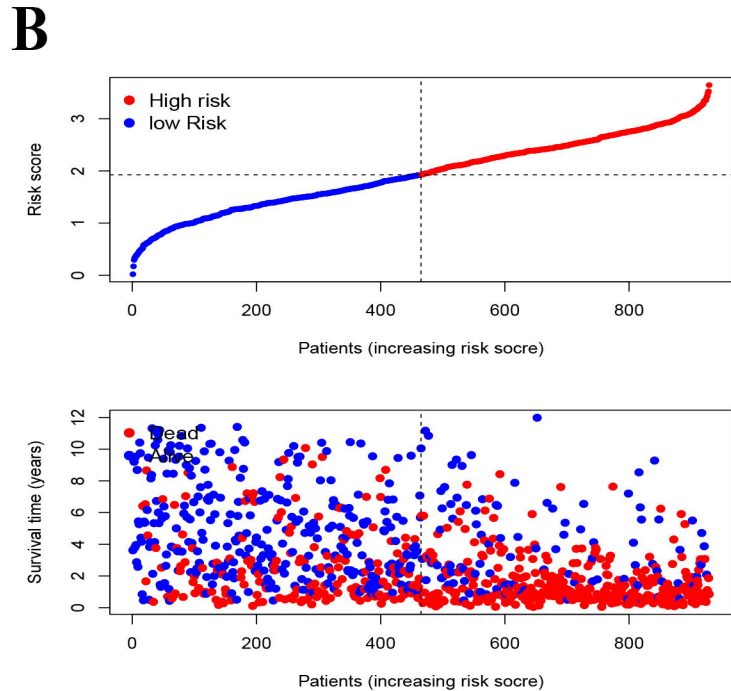 B
High risk
low Risk
Risk score
3
2
1
0
0
200
400
600
800
Patients (increasing risk socre)
Dead
Alive
Survival time (years)
12
10
8
6
4
2
0
0
200
400
600
800
Patients (increasing risk socre)